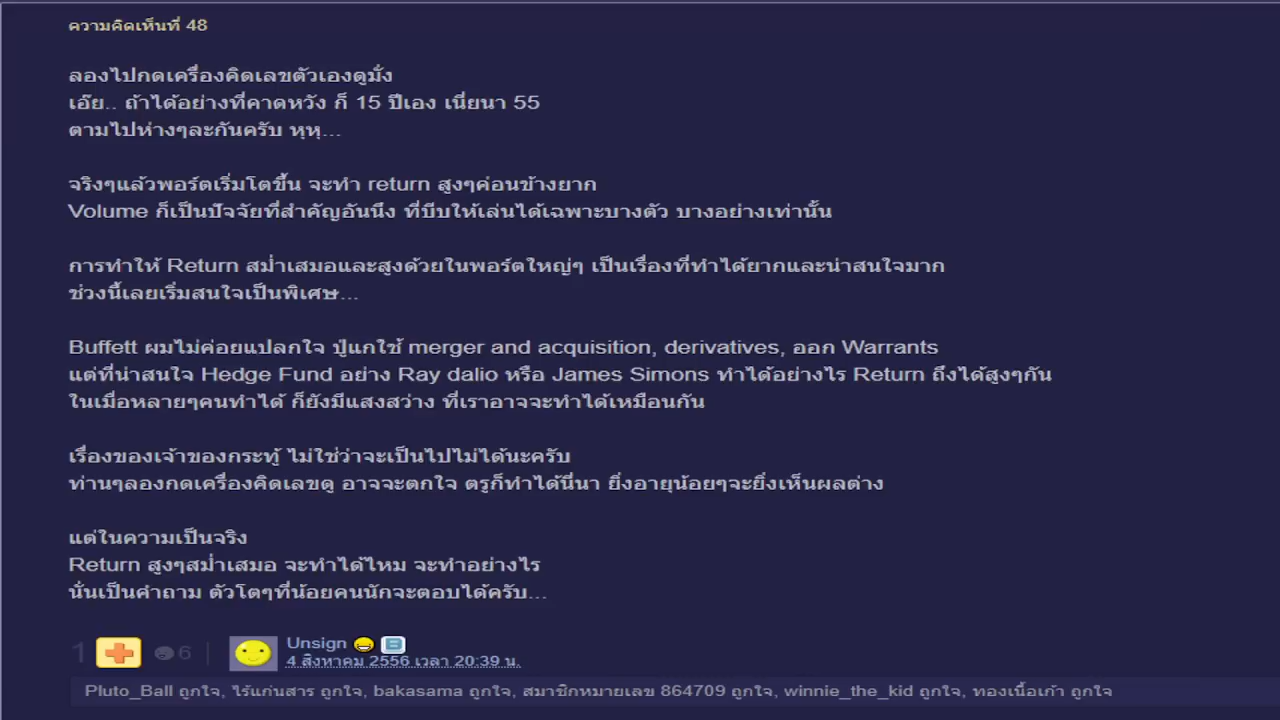 ความคิดเห็นที่ 48
ลองไปกดเครื่องคิดเลขตัวเองดูมั่ง
เอ๊ย.. ถ้าได้อย่างที่คาดหวัง ก็ 15 ปีเอง เนี่ยนา 55
ตามไปห่างๆละกันครับ หุหุ...
จริงๆแล้วพอร์ตเริ่มโตขึ้น จะทำ return สูงๆค่อนข้างยาก
Volume ก็เป็นปัจจัยที่สำคัญอันนึง ที่บีบให้เล่นได้เฉพาะบางตัว บางอย่างเท่านั้น
การทำให้ Return สม่ำเสมอและสูงด้วยในพอร์ตใหญ่ๆ เป็นเรื่องที่ทำได้ยากและน่าสนใจมาก
ช่วงนี้เลยเริ่มสนใจเป็นพิเศษ...
Buffett ผมไม่ค่อยแปลกใจ ปู่แกใช้ merger and acquisition, derivatives, ออก Warrants
แต่ที่น่าสนใจ Hedge Fund อย่าง Ray dalio หรือ James Simons ทำได้อย่างไร Return ถึงได้สูงๆกัน
ในเมื่อหลายๆคนทำได้ ก็ยังมีแสงสว่าง ที่เราอาจจะทำได้เหมือนกัน
เรื่องของเจ้าของกระทู้ ไม่ใช่ว่าจะเป็นไปไม่ได้นะครับ
ท่านๆลองกดเครื่องคิดเลขดู อาจจะตกใจ ตรูก็ทำได้นี่นา ยิ่งอายุน้อยๆจะยิ่งเห็นผลต่าง
แต่ในความเป็นจริง
Return สูงๆสม่ำเสมอ จะทำได้ไหม จะทำอย่างไร
นั่นเป็นคำถาม ตัวโตๆที่น้อยคนนักจะตอบได้ครับ...
1 6 | Unsign
4 สิงหาคม 2556 เวลา 20:39 น.
Pluto_Ball ถูกใจ, ไร้แก่นสาร ถูกใจ, bakasama ถูกใจ, สมาชิกหมายเลข 864709 ถูกใจ, winnie_the_kid ถูกใจ, ทองเนื้อเก้า ถูกใจ